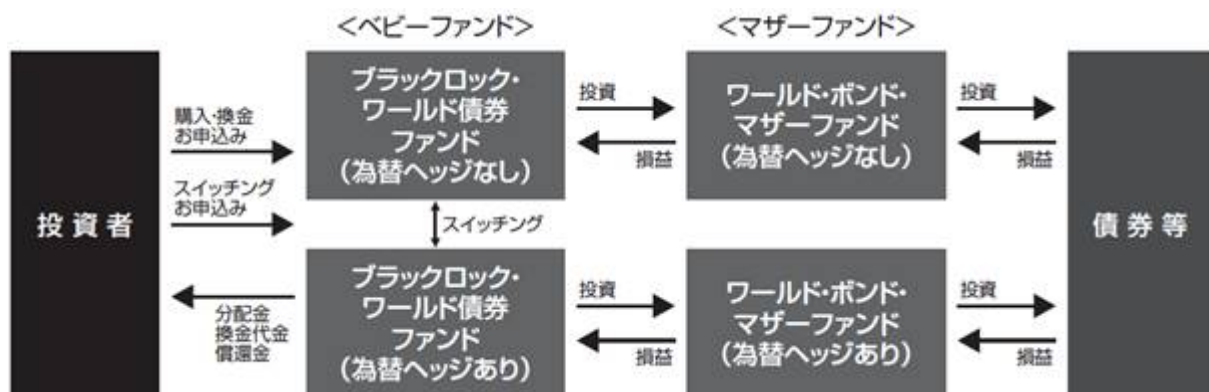 <ベビーファンド>
<マザーファンド>
投資者
購入・換金
お申込み
スイッチング
お申込み
分配金
換金代金
償還金
ブラックロック・
ワールド債券
ファンド
(為替ヘッジなし)
投資
損益
ワールド・ボンド・
マザーファンド
(為替ヘッジなし)
投資
損益
スイッチング
ブラックロック・
ワールド債券
ファンド
(為替ヘッジあり)
投資
損益
ワールド・ボンド・
マザーファンド
(為替ヘッジあり)
投資
損益
債券等